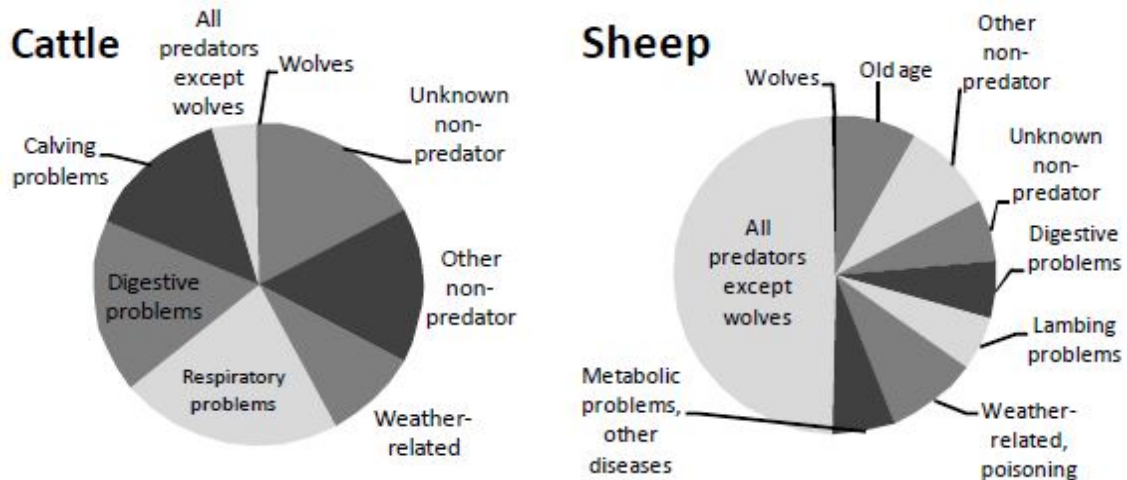 Cattle
All
predators
except
wolves
Wolves
Unknown
non-
predator
Other
non-
predator
Weather-
related
Respiratory
problems
Digestive
problems
Calving
problems
Sheep
Wolves
Old age
Other
non-
predator
Unknown
non-
predator
Digestive
problems
Lambing
problems
Weather-
related,
poisoning
Metabolic
problems,
other
diseases
All
predators
except
wolves